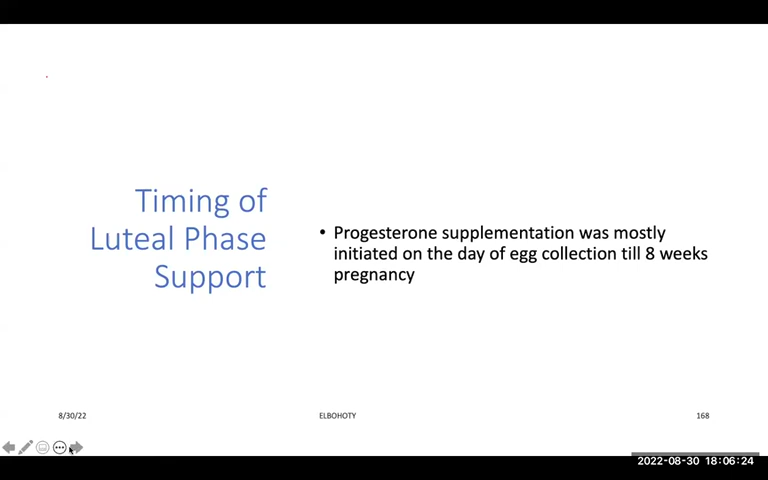 Timing of
Luteal Phase
Support
• Progesterone supplementation was mostly
initiated on the day of egg collection till 8 weeks
pregnancy
8/30/22
ELBOHOTY
168
2022-08-30 18:06:24